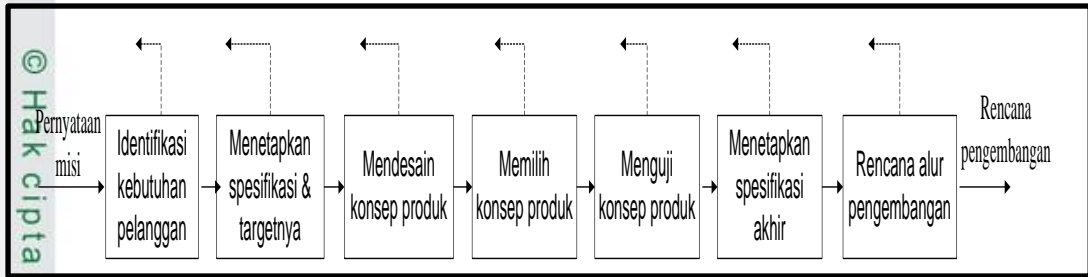 © Hak cipta
Pernyataan
misi
Identifikasi
kebutuhan
pelanggan
Menetapkan
spesifikasi &
targetnya
Mendesain
konsep produk
Memilih
konsep produk
Menguji
konsep produk
Menetapkan
spesifikasi
akhir
Rencana alur
pengembangan
Rencana
pengembangan